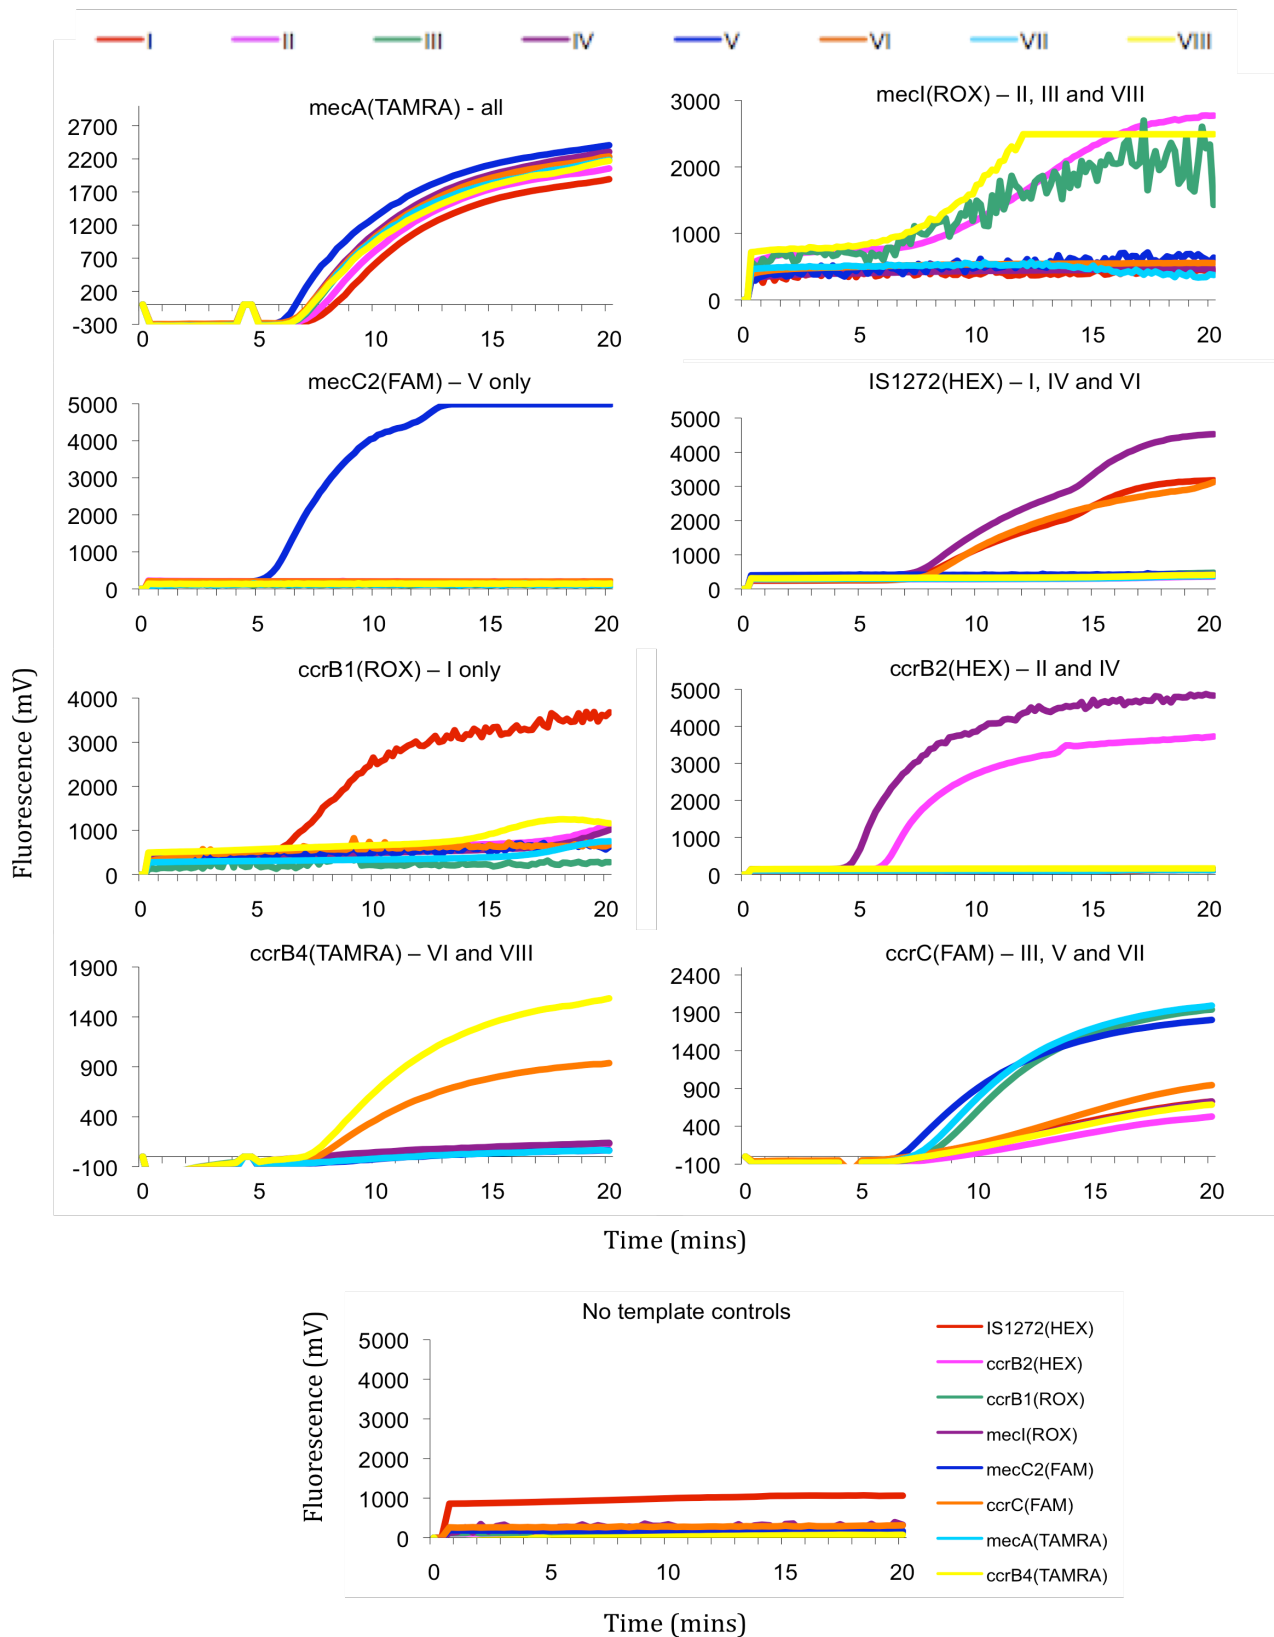 I II III IV V VI VII VIII
mecA(TAMRA) - all
2700
2200
1700
1200
700
200
-300
0 5 10 15 20
mecI(ROX) – II, III and VIII
3000
2000
1000
0
0 5 10 15 20
mecC2(FAM) – V only
5000
4000
3000
2000
1000
0
0 5 10 15 20
IS1272(HEX) – I, IV and VI
5000
4000
3000
2000
1000
0
0 5 10 15 20
Fluorescence (mV)
ccrB1(ROX) – I only
4000
3000
2000
1000
0
0 5 10 15 20
ccrB2(HEX) – II and IV
5000
4000
3000
2000
1000
0
0 5 10 15 20
ccrB4(TAMRA) – VI and VIII
1900
1400
900
400
-100
0 5 10 15 20
ccrC(FAM) – III, V and VII
2400
1900
1400
900
400
-100
0 5 10 15 20
Time (mins)
No template controls
Fluorescence (mV)
5000
4000
3000
2000
1000
0
0 5 10 15 20
IS1272(HEX)
ccrB2(HEX)
ccrB1(ROX)
mecI(ROX)
mecC2(FAM)
ccrC(FAM)
mecA(TAMRA)
ccrB4(TAMRA)
Time (mins)